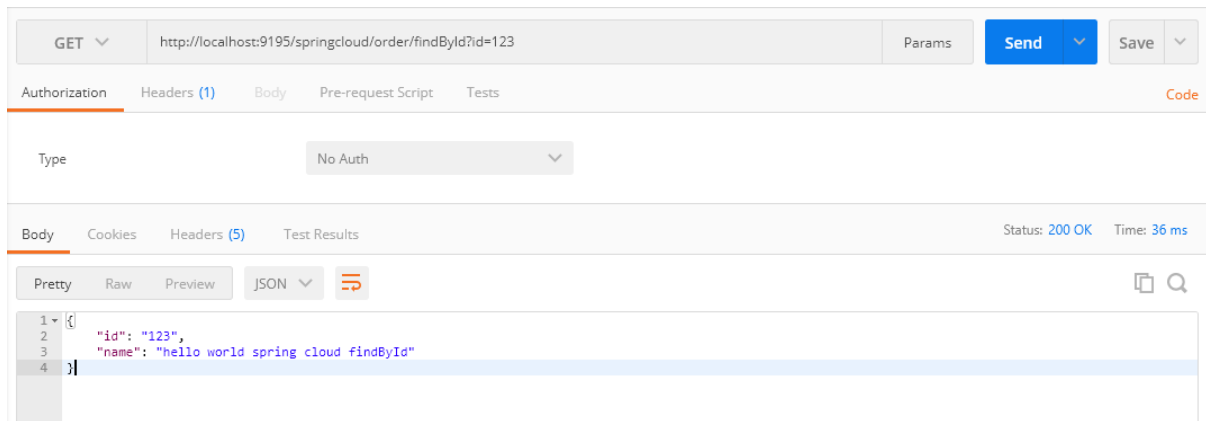 GET http://localhost:9195/springcloud/order/findById?id=123 Params Send Save
Authorization Headers (1) Body Pre-request Script Tests Code
Type No Auth
Body Cookies Headers (5) Test Results Status: 200 OK Time: 36 ms
Pretty Raw Preview JSON
1 {
2 "id": "123",
3 "name": "hello world spring cloud findById"
4 }